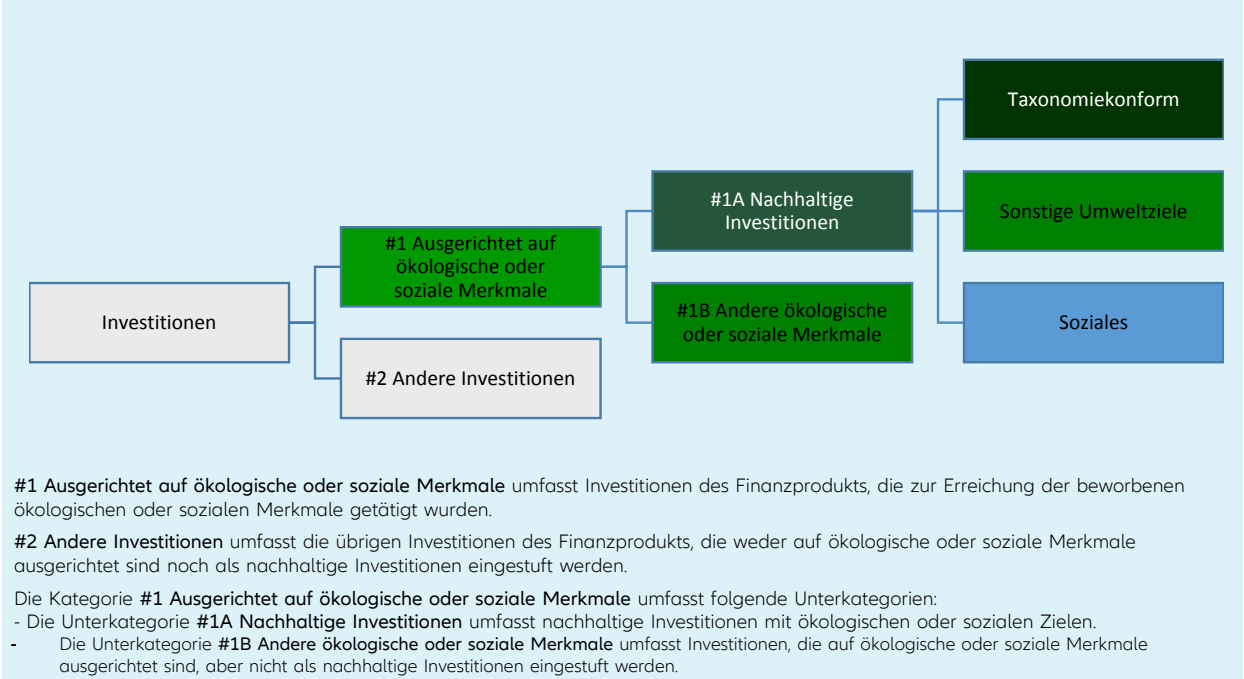 Taxonomiekonform
#1A Nachhaltige
Investitionen
Sonstige Umweltziele
#1 Ausgerichtet auf
ökologische oder
soziale Merkmale
Investitionen
#1B Andere ökologische
oder soziale Merkmale
Soziales
#2 Andere Investitionen
#1 Ausgerichtet auf ökologische oder soziale Merkmale umfasst Investitionen des Finanzprodukts, die zur Erreichung der beworbenen
ökologischen oder sozialen Merkmale getätigt wurden.
#2 Andere Investitionen umfasst die übrigen Investitionen des Finanzprodukts, die weder auf ökologische oder soziale Merkmale
ausgerichtet sind noch als nachhaltige Investitionen eingestuft werden.
Die Kategorie #1 Ausgerichtet auf ökologische oder soziale Merkmale umfasst folgende Unterkategorien:
- Die Unterkategorie #1A Nachhaltige Investitionen umfasst nachhaltige Investitionen mit ökologischen oder sozialen Zielen.
- Die Unterkategorie #1B Andere ökologische oder soziale Merkmale umfasst Investitionen, die auf ökologische oder soziale Merkmale
ausgerichtet sind, aber nicht als nachhaltige Investitionen eingestuft werden.